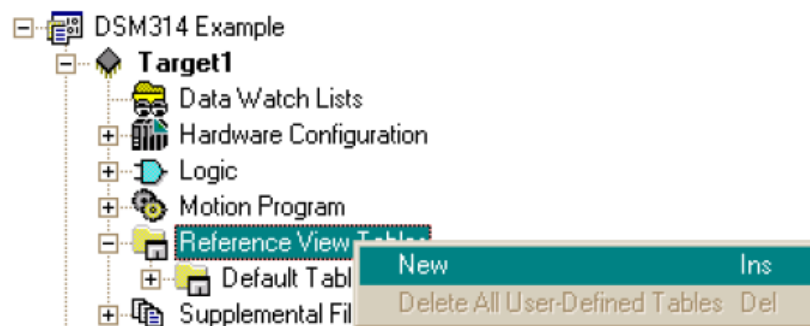 DSM314 Example
Target1
Data Watch Lists
Hardware Configuration
Logic
Motion Program
Reference View Tables
New Ins
Default Tabl
Delete All User-Defined Tables Del
Supplemental Fil